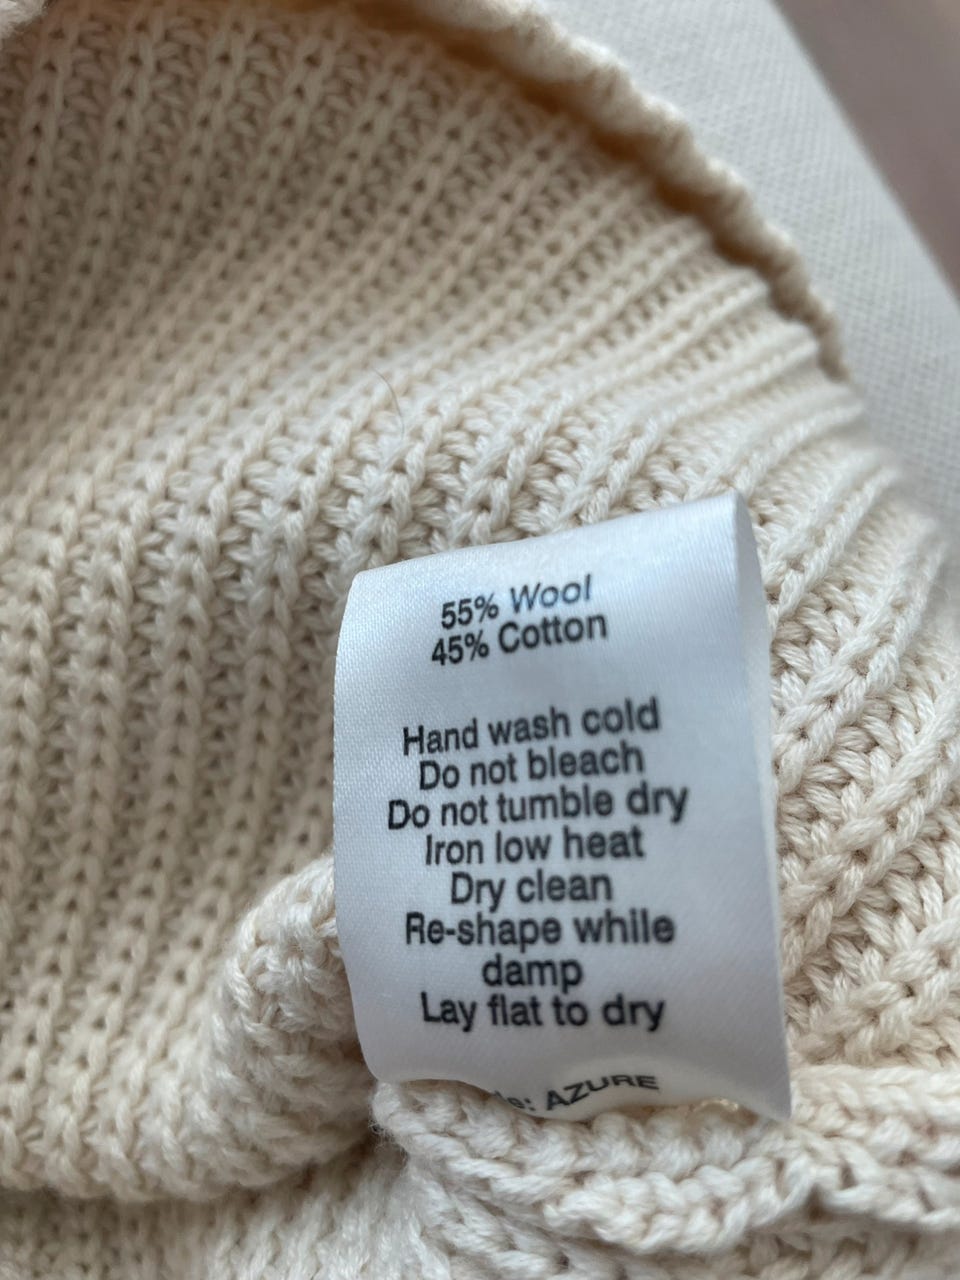 55% Wool
45% Cotton
Hand wash cold
Do not bleach
Do not tumble dry
Iron low heat
Dry clean
Re-shape while
damp
Lay flat to dry
AZURE